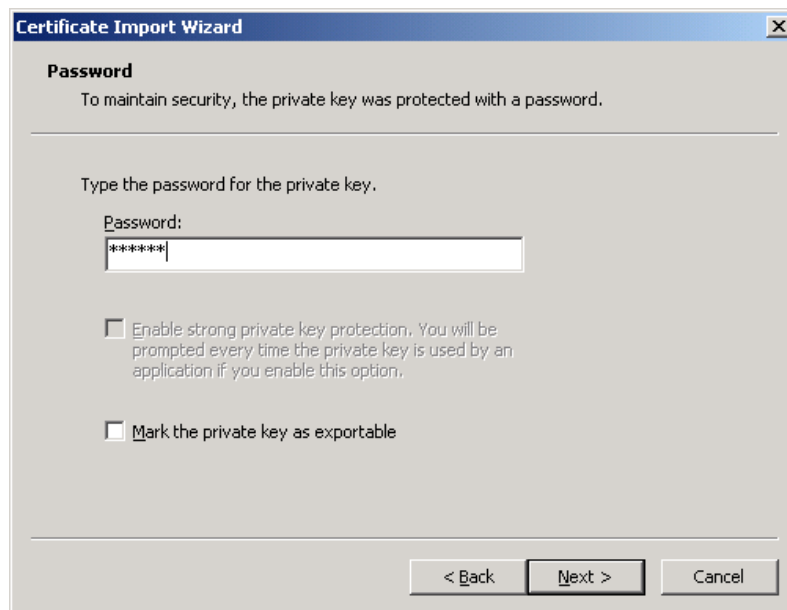 Certificate Import Wizard
Password
To maintain security, the private key was protected with a password.
Type the password for the private key.
Password:
******
Enable strong private key protection. You will be
prompted every time the private key is used by an
application if you enable this option.
Mark the private key as exportable
< Back
Next >
Cancel